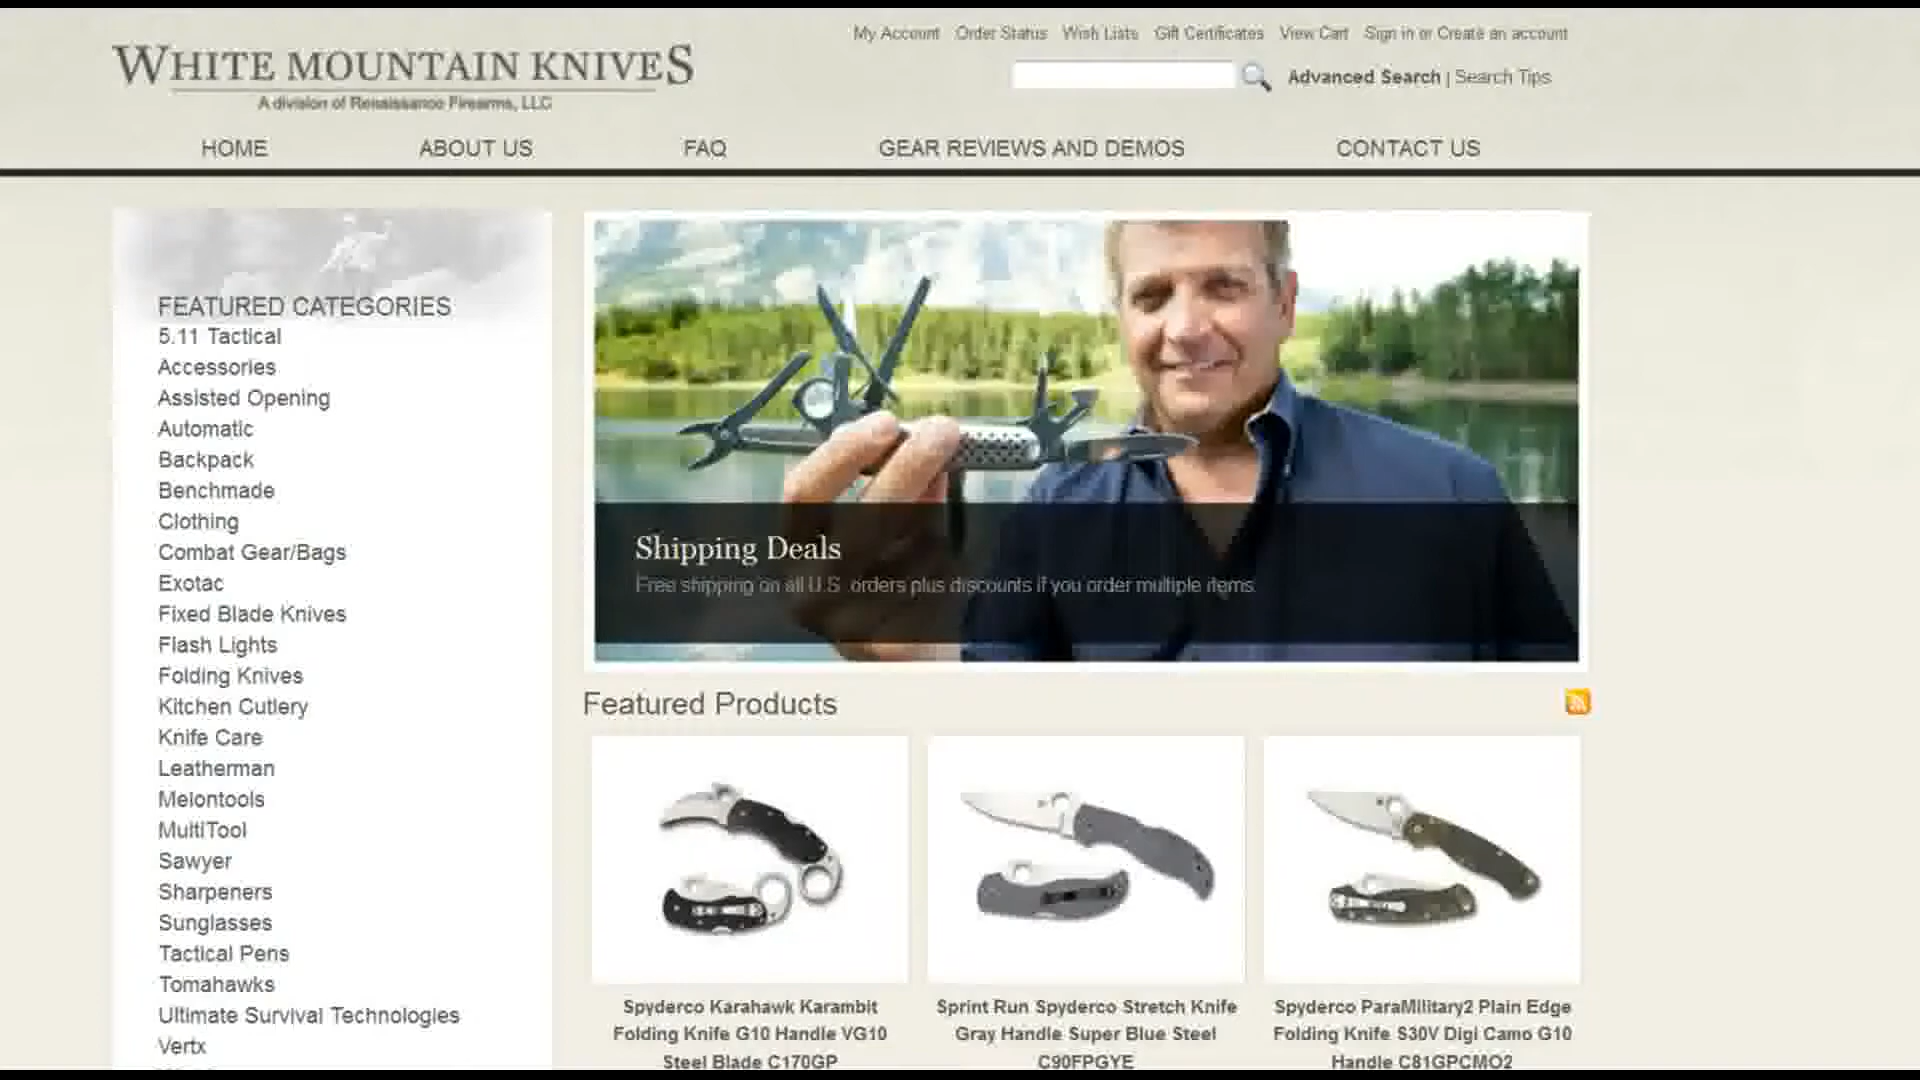 My Account Order Status Wish Lists Gift Certificates View Cart Sign in or Create an account
WHITE MOUNTAIN KNIVES
A division of Renaissance Firearms, LLC
Advanced Search | Search Tips
HOME ABOUT US FAQ GEAR REVIEWS AND DEMOS CONTACT US
FEATURED CATEGORIES
5.11 Tactical
Accessories
Assisted Opening
Automatic
Backpack
Benchmade
Clothing
Combat Gear/Bags
Exotac
Fixed Blade Knives
Flash Lights
Folding Knives
Kitchen Cutlery
Knife Care
Leatherman
Melontools
MultiTool
Sawyer
Sharpeners
Sunglasses
Tactical Pens
Tomahawks
Ultimate Survival Technologies
Vertx
Shipping Deals
Free shipping on all U.S. orders plus discounts if you order multiple items.
Featured Products
Spyderco Karahawk Karambit
Folding Knife G10 Handle VG10
Steel Blade C170GP
Sprint Run Spyderco Stretch Knife
Gray Handle Super Blue Steel
C90FPGYE
Spyderco ParaMilitary2 Plain Edge
Folding Knife S30V Digi Camo G10
Handle C81GPCMO2